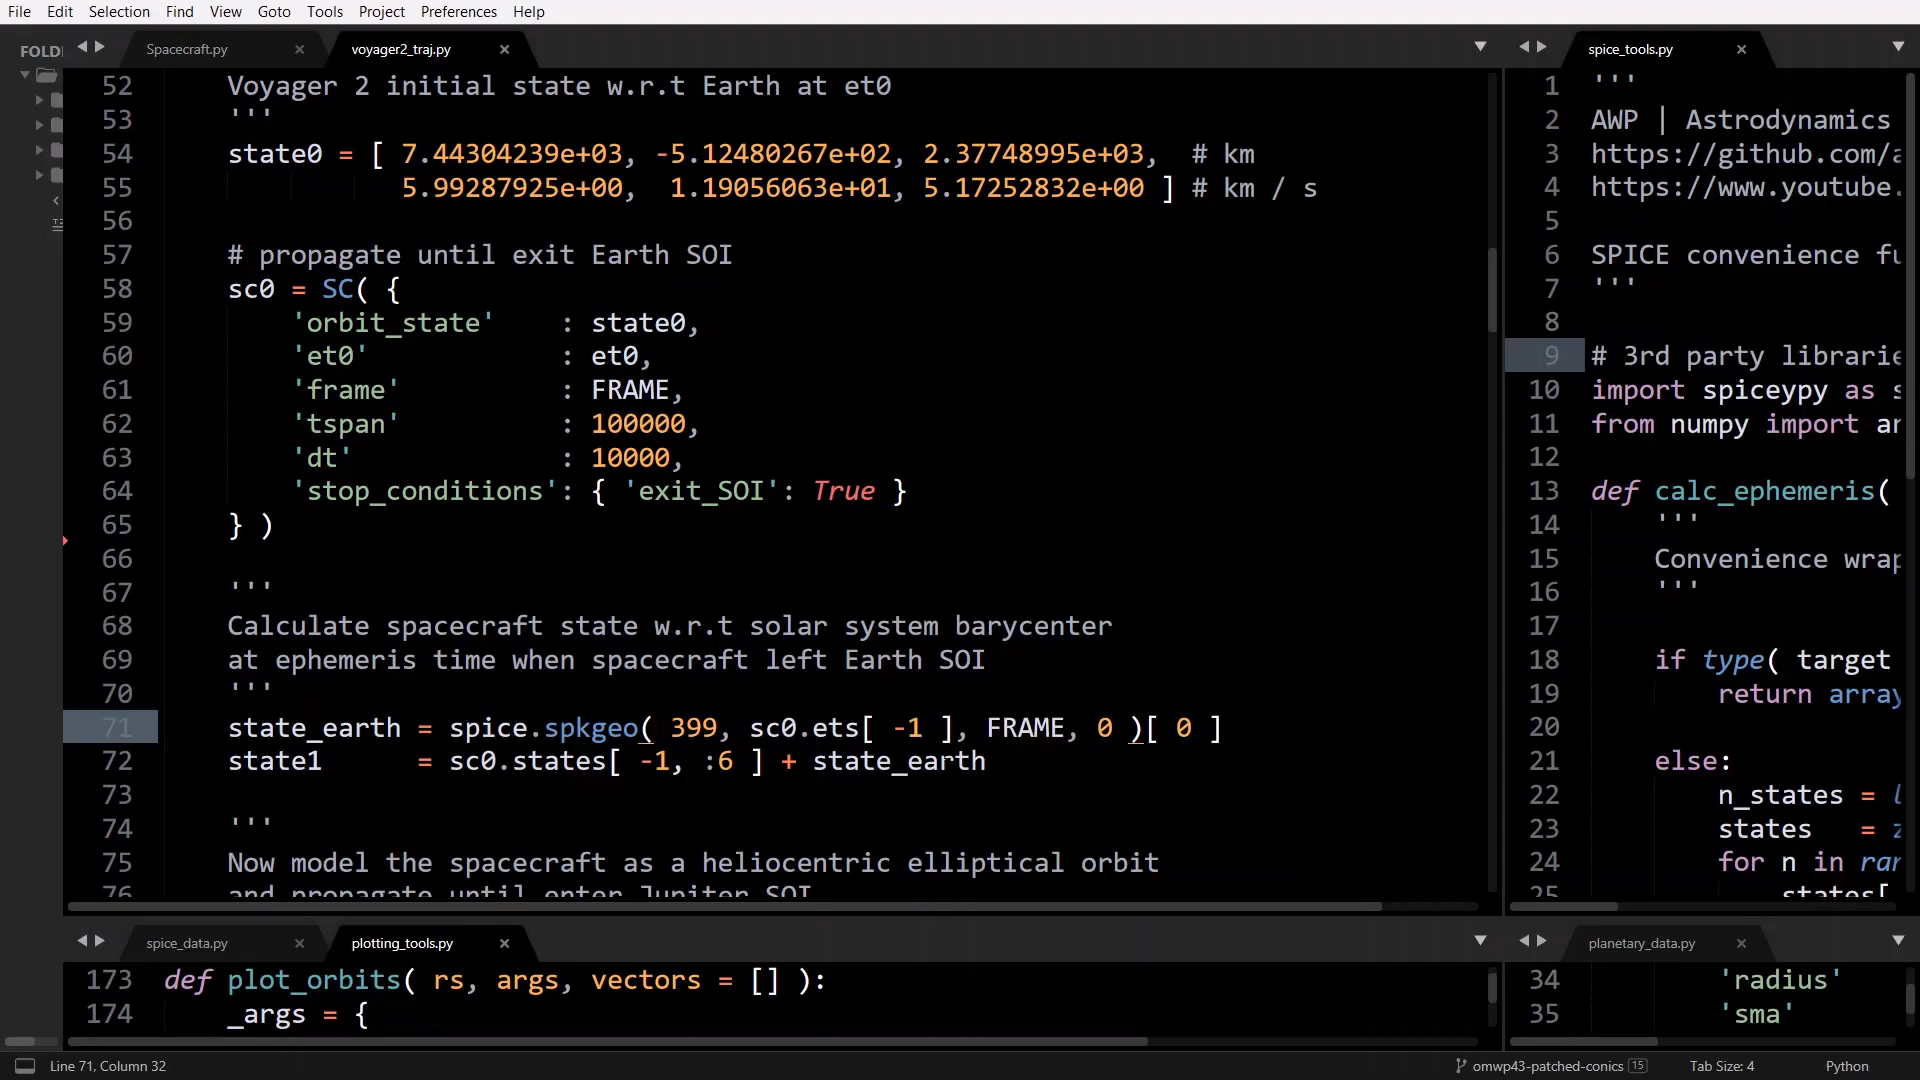 File Edit Selection Find View Goto Tools Project Preferences Help
FOLD
Spacecraft.py
voyager2_traj.py
52 Voyager 2 initial state w.r.t Earth at et0
53 '''
54 state0 = [ 7.44304239e+03, -5.12480267e+02, 2.37748995e+03, # km
55 5.99287925e+00, 1.19056063e+01, 5.17252832e+00 ] # km / s
56
57 # propagate until exit Earth SOI
58 sc0 = SC( {
59 'orbit_state' : state0,
60 'et0' : et0,
61 'frame' : FRAME,
62 'tspan' : 100000,
63 'dt' : 10000,
64 'stop_conditions': { 'exit_SOI': True }
65 } )
66
67 '''
68 Calculate spacecraft state w.r.t solar system barycenter
69 at ephemeris time when spacecraft left Earth SOI
70 '''
71 state_earth = spice.spkgeo( 399, sc0.ets[ -1 ], FRAME, 0 )[ 0 ]
72 state1 = sc0.states[ -1, :6 ] + state_earth
73
74 '''
75 Now model the spacecraft as a heliocentric elliptical orbit
76 and propagate until enter Jupiter SOI
spice_tools.py
1 '''
2 AWP | Astrodynamics
3 https://github.com/a
4 https://www.youtube.
5
6 SPICE convenience fu
7 '''
8
9 # 3rd party librarie
10 import spiceypy as s
11 from numpy import ar
12
13 def calc_ephemeris(
14 '''
15 Convenience wrap
16 '''
17
18 if type( target
19 return array
20
21 else:
22 n_states = l
23 states = z
24 for n in ran
25 states[
spice_data.py
plotting_tools.py
173 def plot_orbits( rs, args, vectors = [] ):
174 _args = {
planetary_data.py
34 'radius'
35 'sma'
Line 71, Column 32
omwp43-patched-conics 15
Tab Size: 4
Python